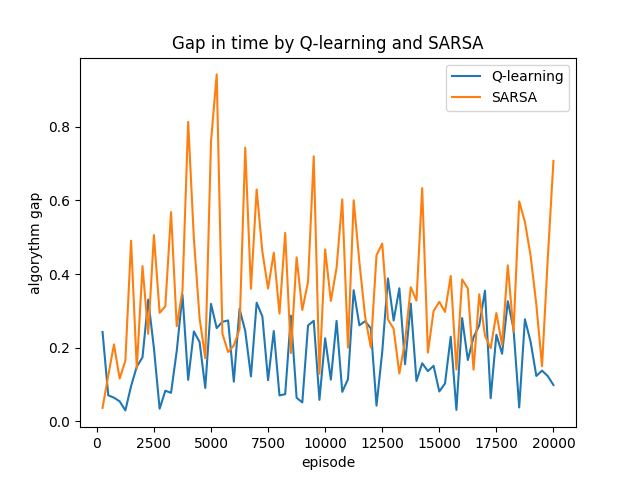 Gap in time by Q-learning and SARSA
Q-learning
SARSA
algorythm gap
0.8
0.6
0.4
0.2
0.0
0 2500 5000 7500 10000 12500 15000 17500 20000
episode